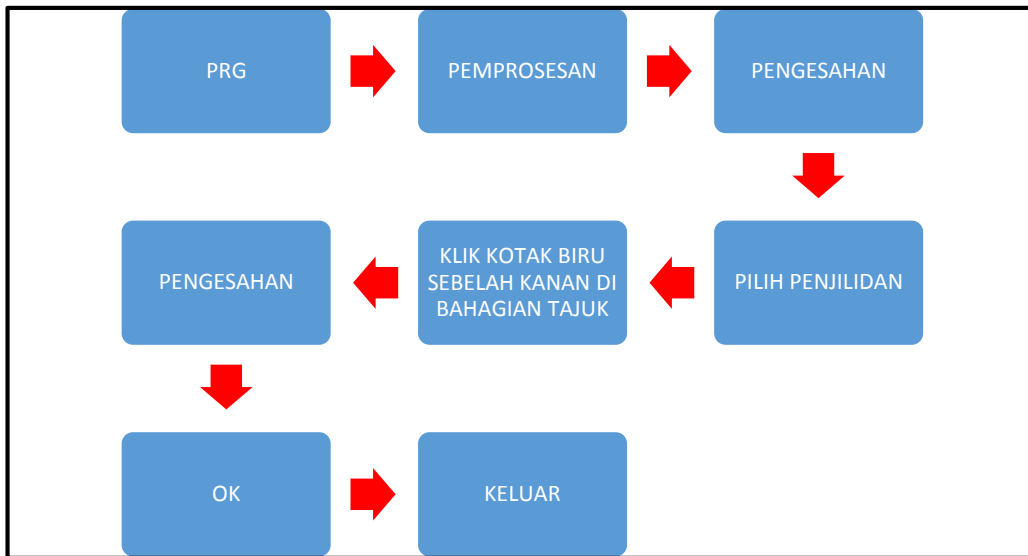 PRG
PEMPROSESAN
PENGESAHAN
PILIH PENJILIDAN
KLIK KOTAK BIRU
SEBELAH KANAN DI
BAHAGIAN TAJUK
PENGESAHAN
OK
KELUAR